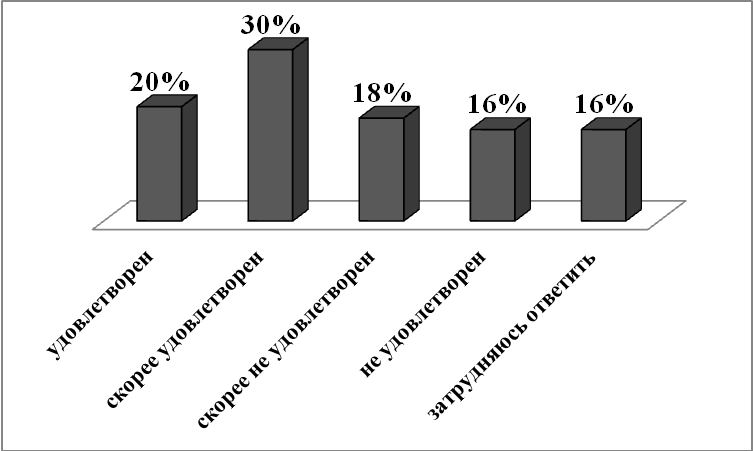 20%
30%
18%
16%
16%
удовлетворен
скорее удовлетворен
скорее не удовлетворен
не удовлетворен
затрудняюсь ответить